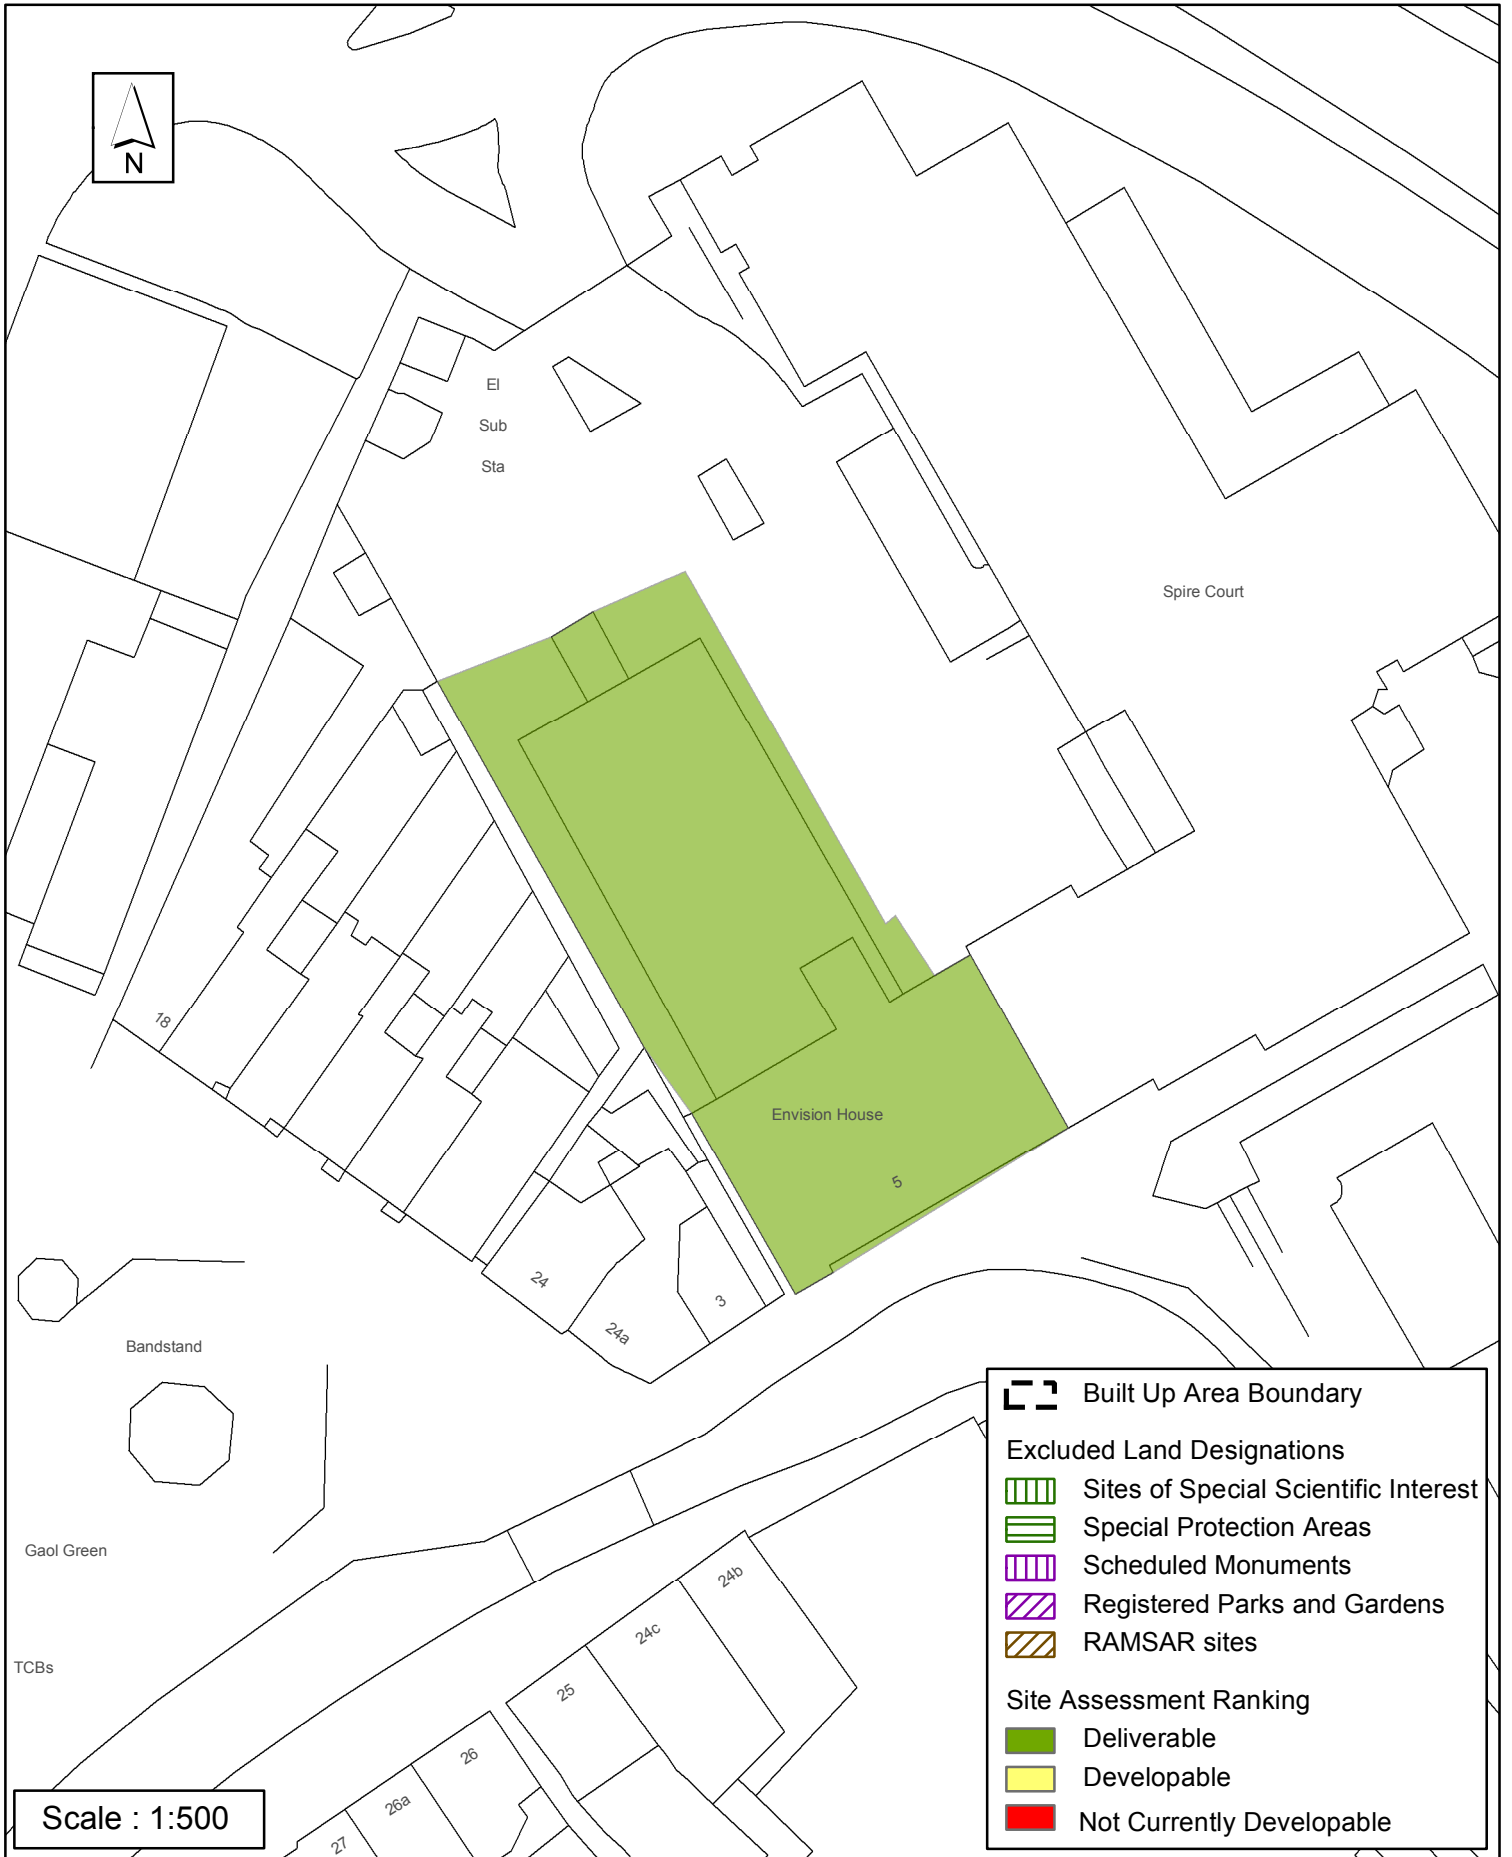 N
El
Sub
Sta
Spire Court
18
Envision House
5
24
3
24a
Bandstand
Gaol Green
TCBs
24b
24c
25
26
26a
27
Scale : 1:500
Built Up Area Boundary
Excluded Land Designations
Sites of Special Scientific Interest
Special Protection Areas
Scheduled Monuments
Registered Parks and Gardens
RAMSAR sites
Site Assessment Ranking
Deliverable
Developable
Not Currently Developable